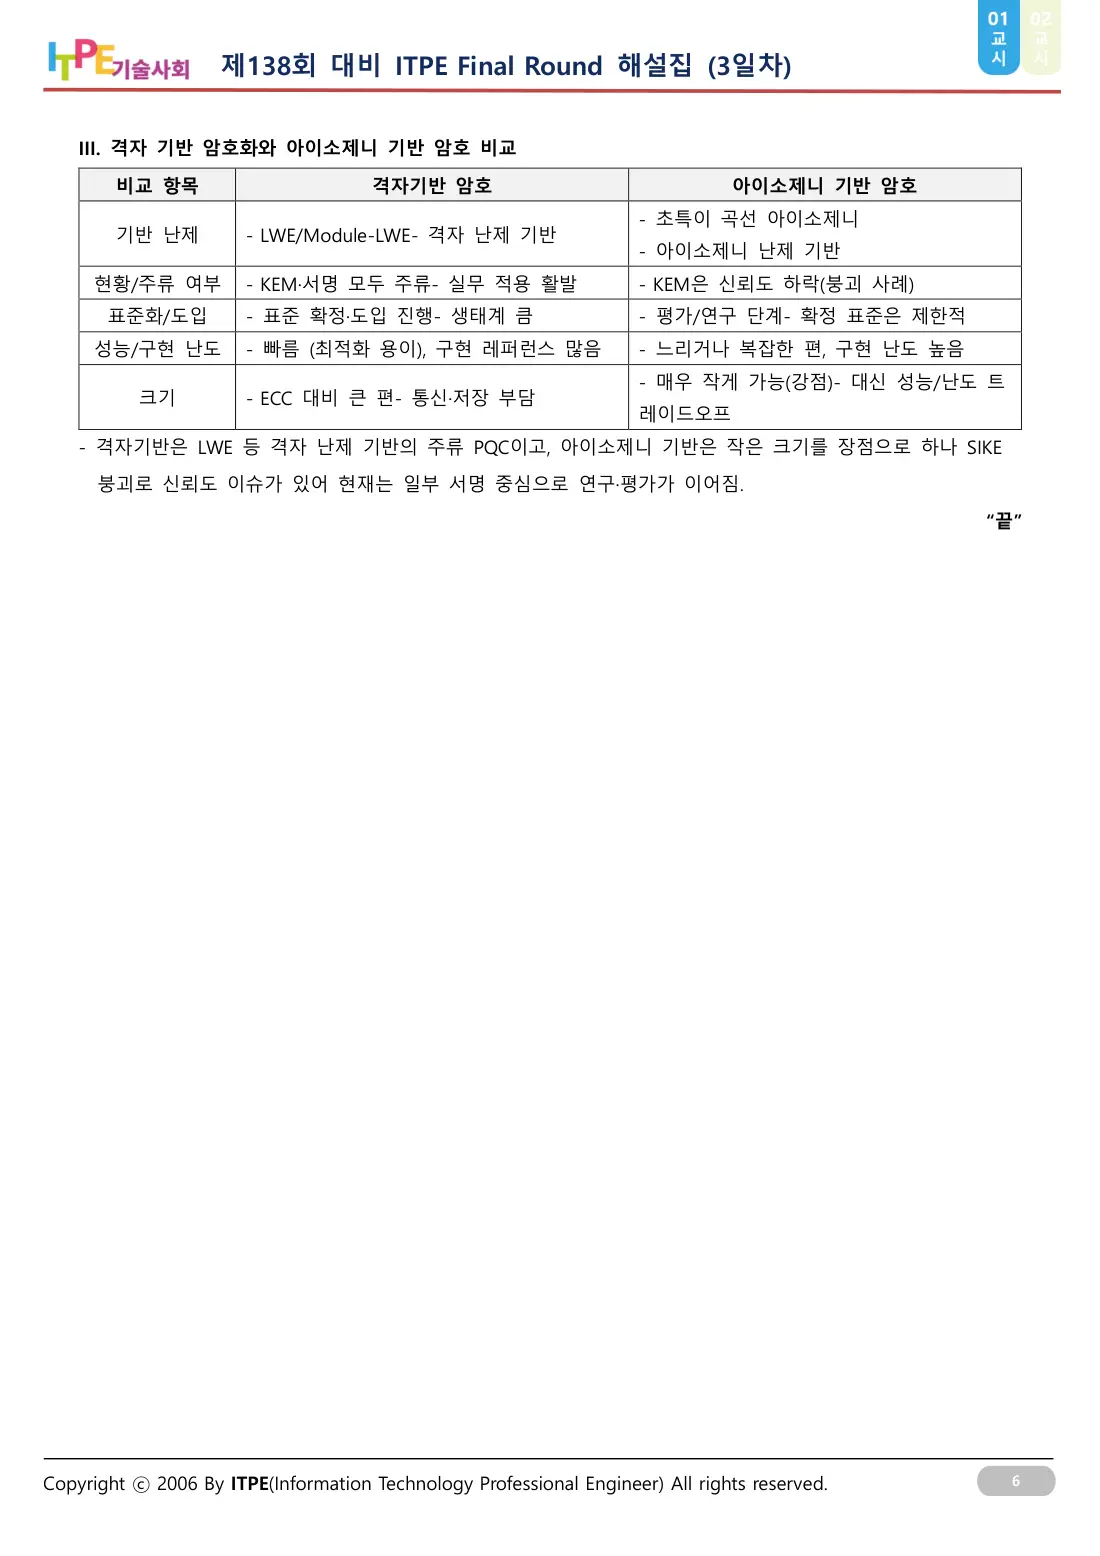 ITPE기술사회 제138회 대비 ITPE Final Round 해설집 (3일차)
01 교시
02 교시
III. 격자 기반 암호화와 아이소제니 기반 암호 비교
비교 항목 격자기반 암호 아이소제니 기반 암호
기반 난제 - LWE/Module-LWE- 격자 난제 기반 - 초특이 곡선 아이소제니
- 아이소제니 난제 기반
현황/주류 여부 - KEM·서명 모두 주류- 실무 적용 활발 - KEM은 신뢰도 하락(붕괴 사례)
표준화/도입 - 표준 확정·도입 진행- 생태계 큼 - 평가/연구 단계- 확정 표준은 제한적
성능/구현 난도 - 빠름 (최적화 용이), 구현 레퍼런스 많음 - 느리거나 복잡한 편, 구현 난도 높음
크기 - ECC 대비 큰 편- 통신·저장 부담 - 매우 작게 가능(강점)- 대신 성능/난도 트
레이드오프
- 격자기반은 LWE 등 격자 난제 기반의 주류 PQC이고, 아이소제니 기반은 작은 크기를 장점으로 하나 SIKE
붕괴로 신뢰도 이슈가 있어 현재는 일부 서명 중심으로 연구·평가가 이어짐.
“끝”
Copyright ⓒ 2006 By ITPE(Information Technology Professional Engineer) All rights reserved.
6